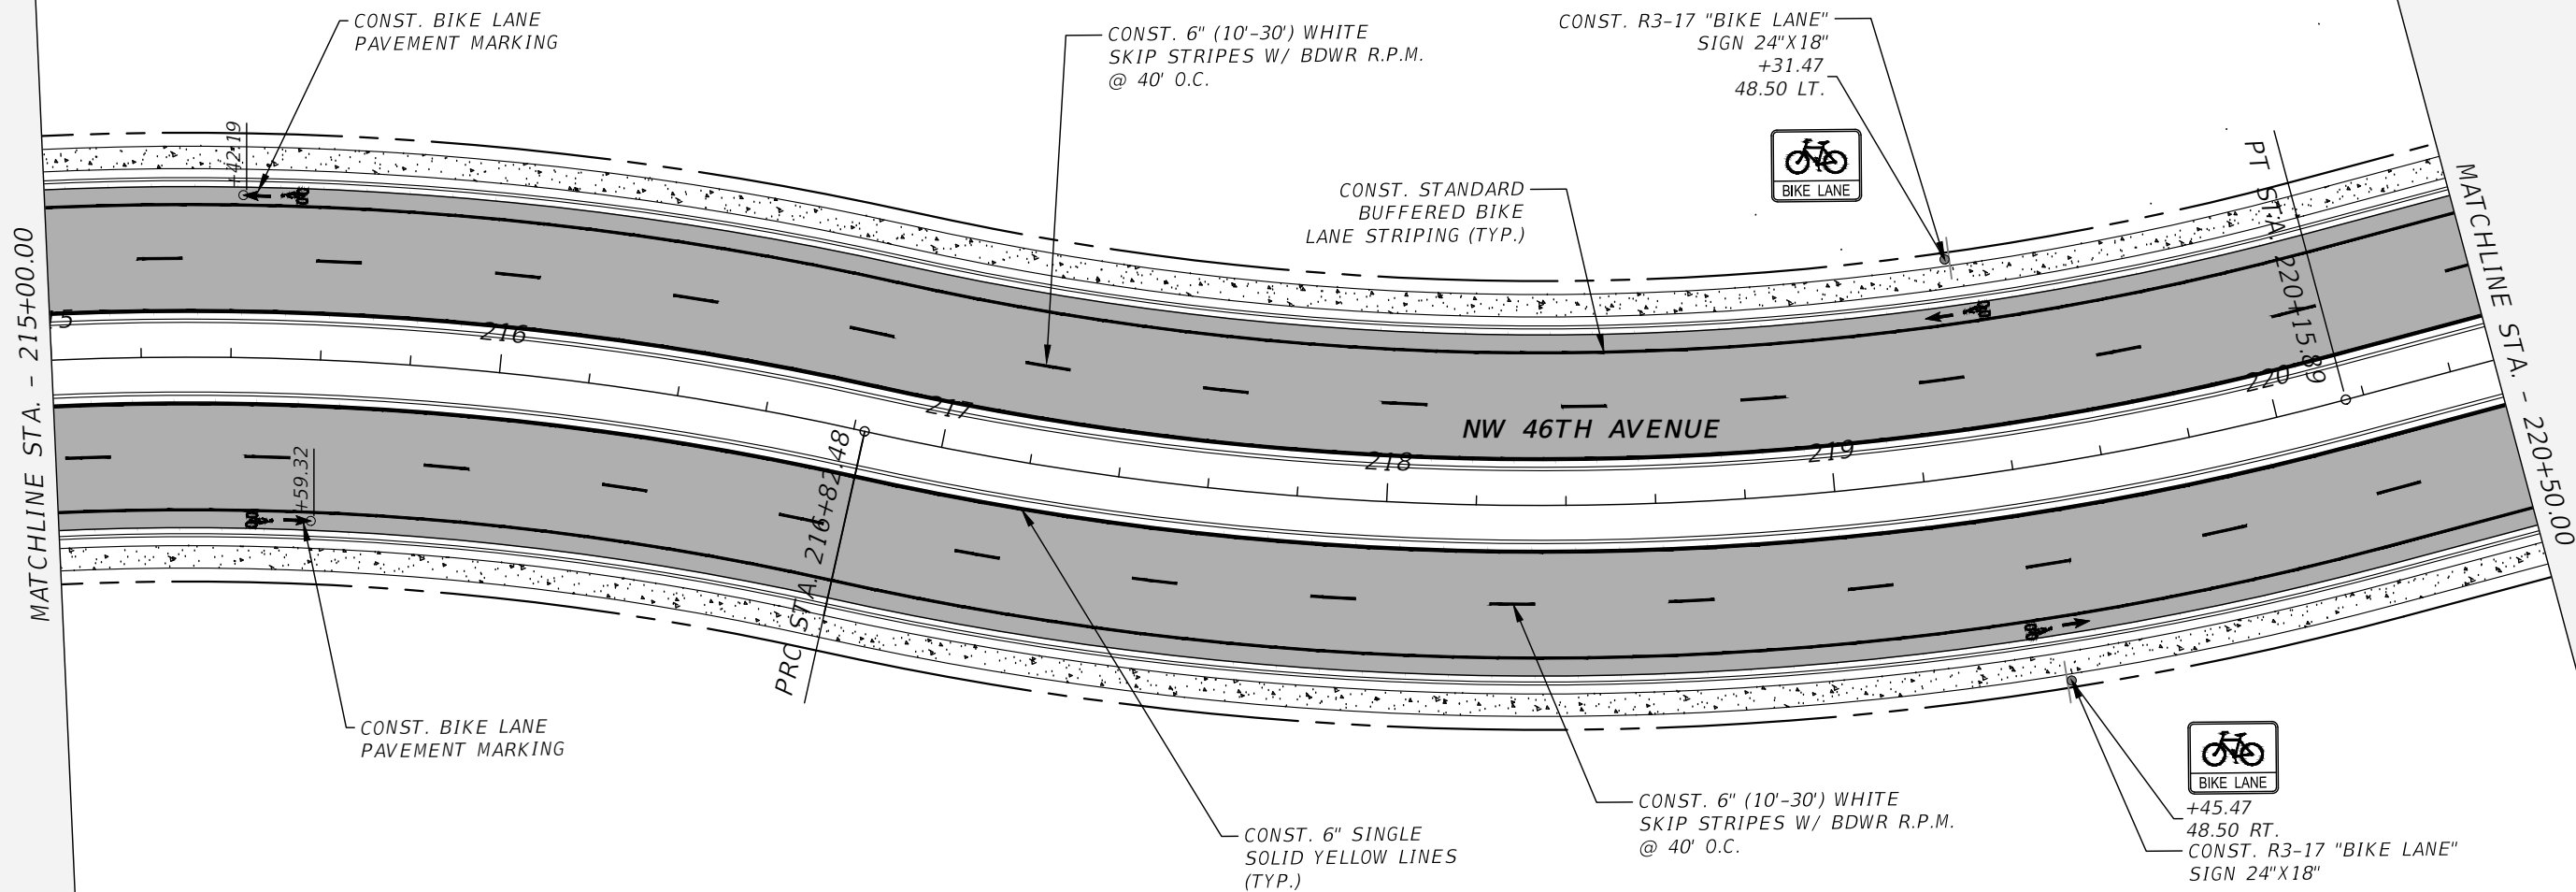 CONST. BIKE LANE
PAVEMENT MARKING
CONST. 6" (10'-30') WHITE
SKIP STRIPES W/ BDWR R.P.M.
@ 40' O.C.
CONST. R3-17 "BIKE LANE"
SIGN 24"X18"
+31.47
48.50 LT.
BIKE LANE
CONST. STANDARD
BUFFERED BIKE
LANE STRIPING (TYP.)
+42.19
PT STA. 220+15.89
MATCHLINE STA. - 220+50.00
MATCHLINE STA. - 215+00.00
15
216
217
218
219
220
NW 46TH AVENUE
+59.32
PRC STA. 216+82.48
CONST. BIKE LANE
PAVEMENT MARKING
CONST. 6" SINGLE
SOLID YELLOW LINES
(TYP.)
CONST. 6" (10'-30') WHITE
SKIP STRIPES W/ BDWR R.P.M.
@ 40' O.C.
BIKE LANE
+45.47
48.50 RT.
CONST. R3-17 "BIKE LANE"
SIGN 24"X18"